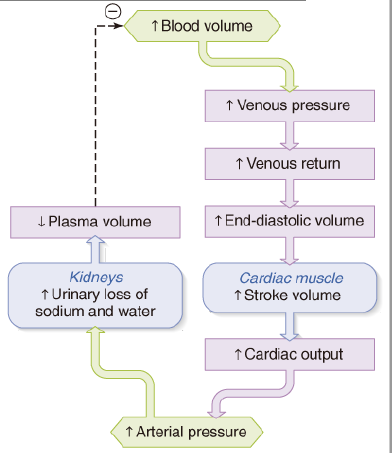 ⊖
↑Blood volume
↑ Venous pressure
↑ Venous return
↑End-diastolic volume
Cardiac muscle
↑ Stroke volume
↑Cardiac output
↑ Arterial pressure
Kidneys
↑ Urinary loss of
sodium and water
↓ Plasma volume